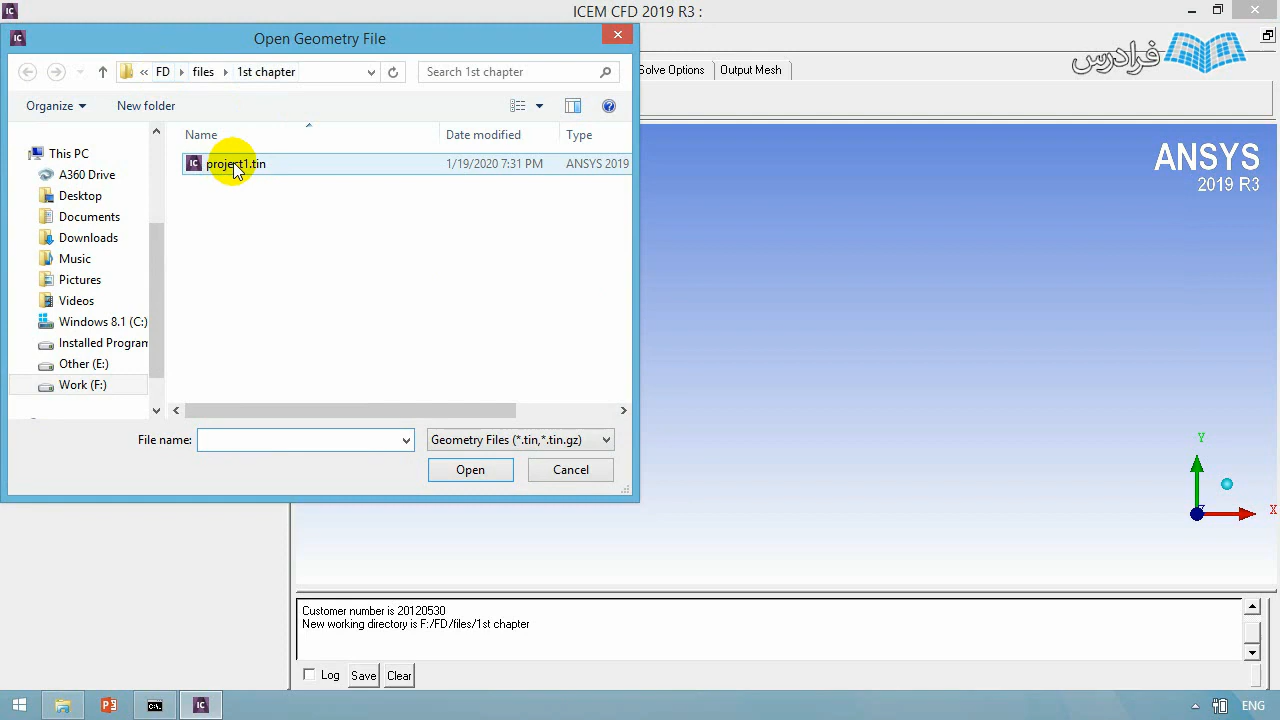 ICEM CFD 2019 R3 :
Open Geometry File
« FD files 1st chapter
Search 1st chapter
Solve Options
Output Mesh
فرادرس
Organize
New folder
Name
Date modified
Type
project1.tin
1/19/2020 7:31 PM
ANSYS 2019
This PC
A360 Drive
Desktop
Documents
Downloads
Music
Pictures
Videos
Windows 8.1 (C:)
Installed Progran
Other (E:)
Work (F:)
File name:
Geometry Files (*.tin,*.tin.gz)
Open
Cancel
ANSYS
2019 R3
Y
X
Customer number is 20120530
New working directory is F:/FD/files/1st chapter
Log
Save
Clear
ENG